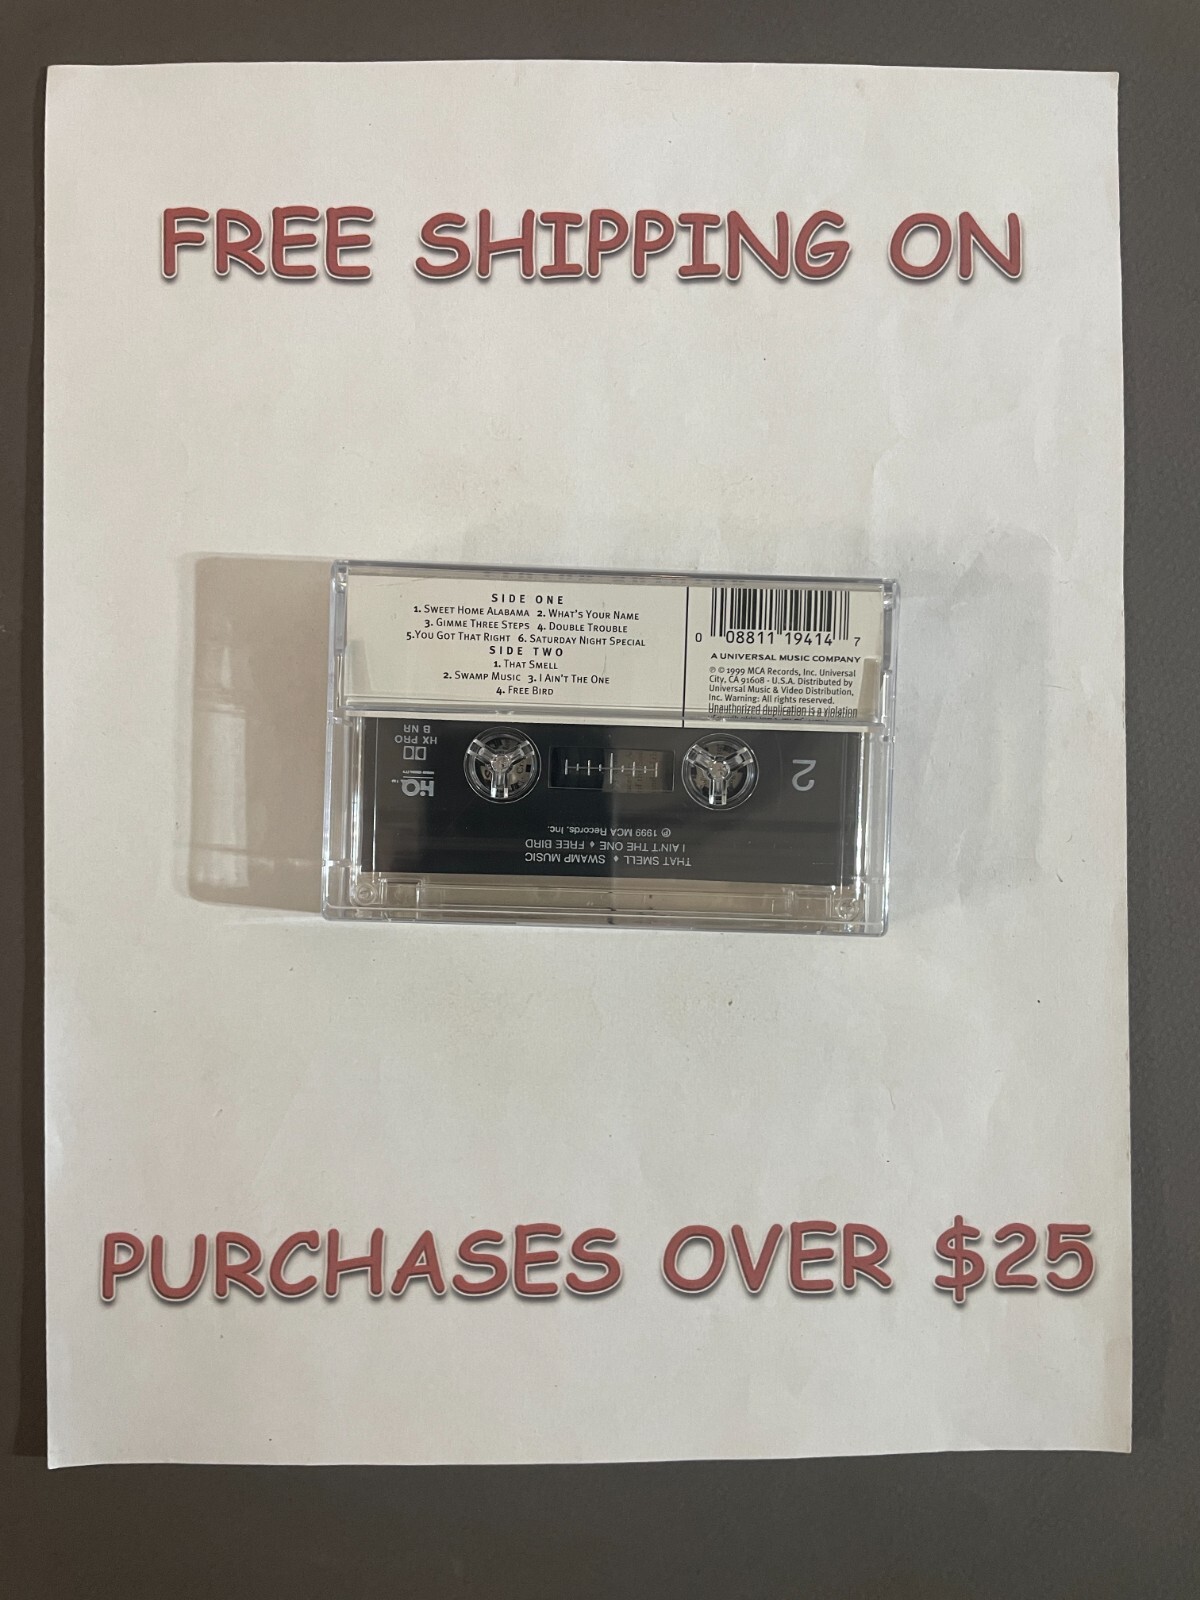 FREE SHIPPING ON
SIDE ONE
1. SWEET HOME ALABAMA 2. WHAT'S YOUR NAME
3. GIMME THREE STEPS 4. DOUBLE TROUBLE
5.YOU GOT THAT RIGHT 6. SATURDAY NIGHT SPECIAL
SIDE TWO
1. THAT SMELL
2. SWAMP MUSIC 3. I AIN'T THE ONE
4. FREE BIRD
0 08811 19414 7
A UNIVERSAL MUSIC COMPANY
℗ © 1999 MCA Records, Inc. Universal
City, CA 91608 - U.S.A. Distributed by
Universal Music & Video Distribution,
Inc. Warning: All rights reserved.
Unauthorized duplication is a violation
2
HX PRO
B NR
HiQ
THAT SMELL ♦ SWAMP MUSIC
I AIN'T THE ONE ♦ FREE BIRD
℗ 1999 MCA Records, Inc.
PURCHASES OVER $25